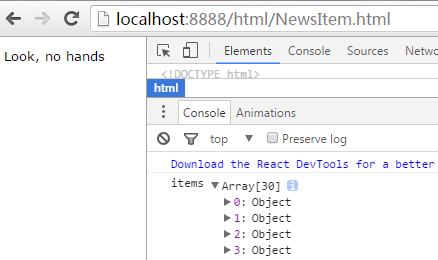 localhost:8888/html/NewsItem.html
Look, no hands
Elements Console Sources Network
<!DOCTYPE html>
html
Console Animations
top Preserve log
Download the React DevTools for a better
items Array[30] i
0: Object
1: Object
2: Object
3: Object